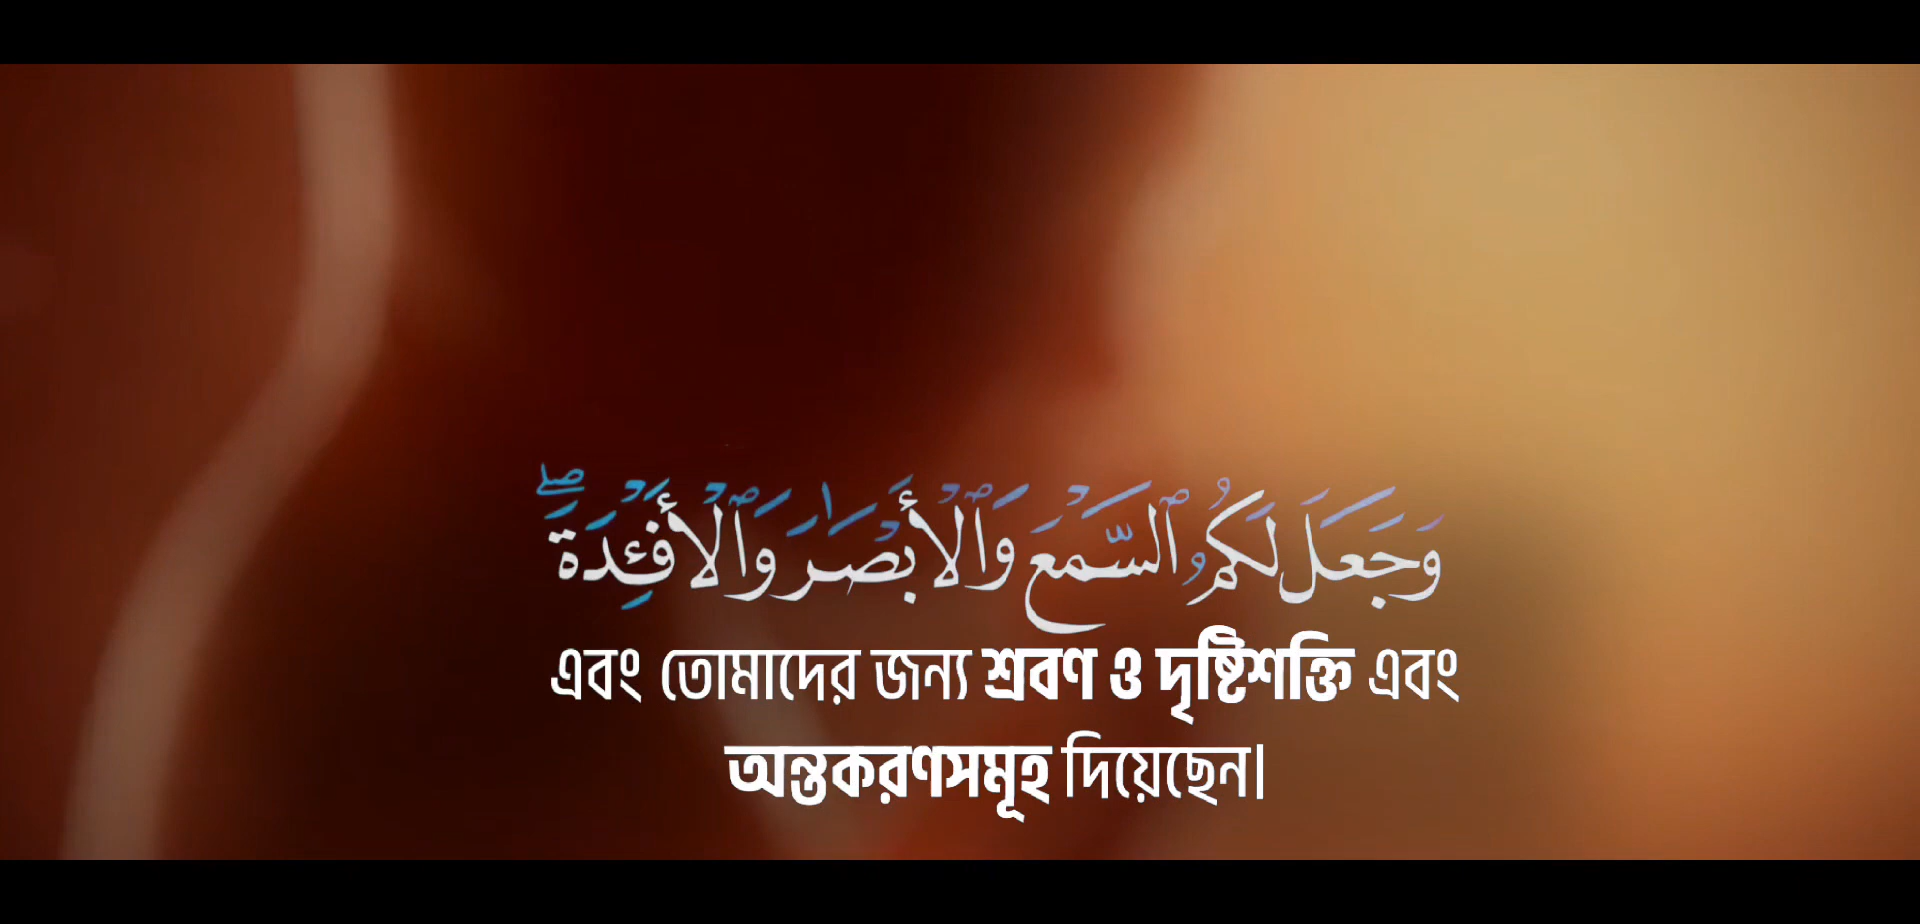 وَجَعَلَ لَكُمُ ٱلسَّمْعَ وَٱلْأَبْصَـٰرَ وَٱلْأَفْـِٔدَةَ ۖ
এবং তোমাদের জন্য শ্রবণ ও দৃষ্টিশক্তি এবং
অন্তকরণসমূহ দিয়েছেন।